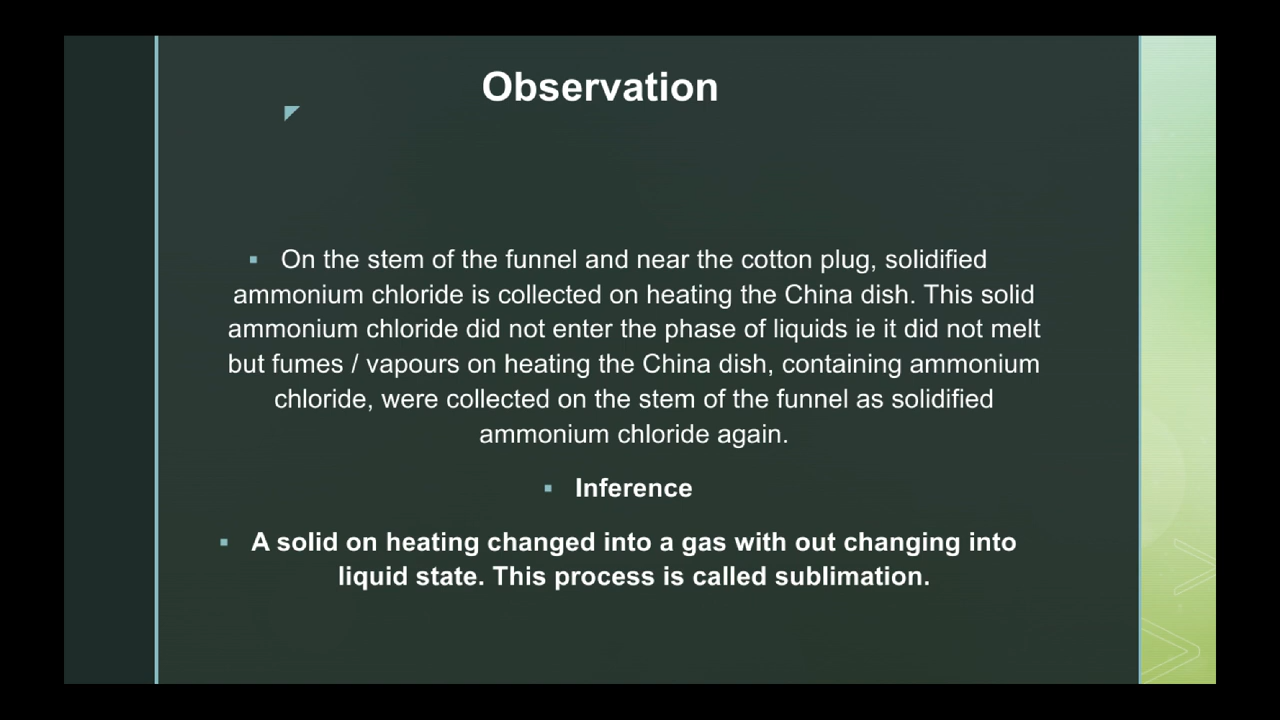 Observation
▪ On the stem of the funnel and near the cotton plug, solidified
ammonium chloride is collected on heating the China dish. This solid
ammonium chloride did not enter the phase of liquids ie it did not melt
but fumes / vapours on heating the China dish, containing ammonium
chloride, were collected on the stem of the funnel as solidified
ammonium chloride again.
▪ Inference
▪ A solid on heating changed into a gas with out changing into
liquid state. This process is called sublimation.